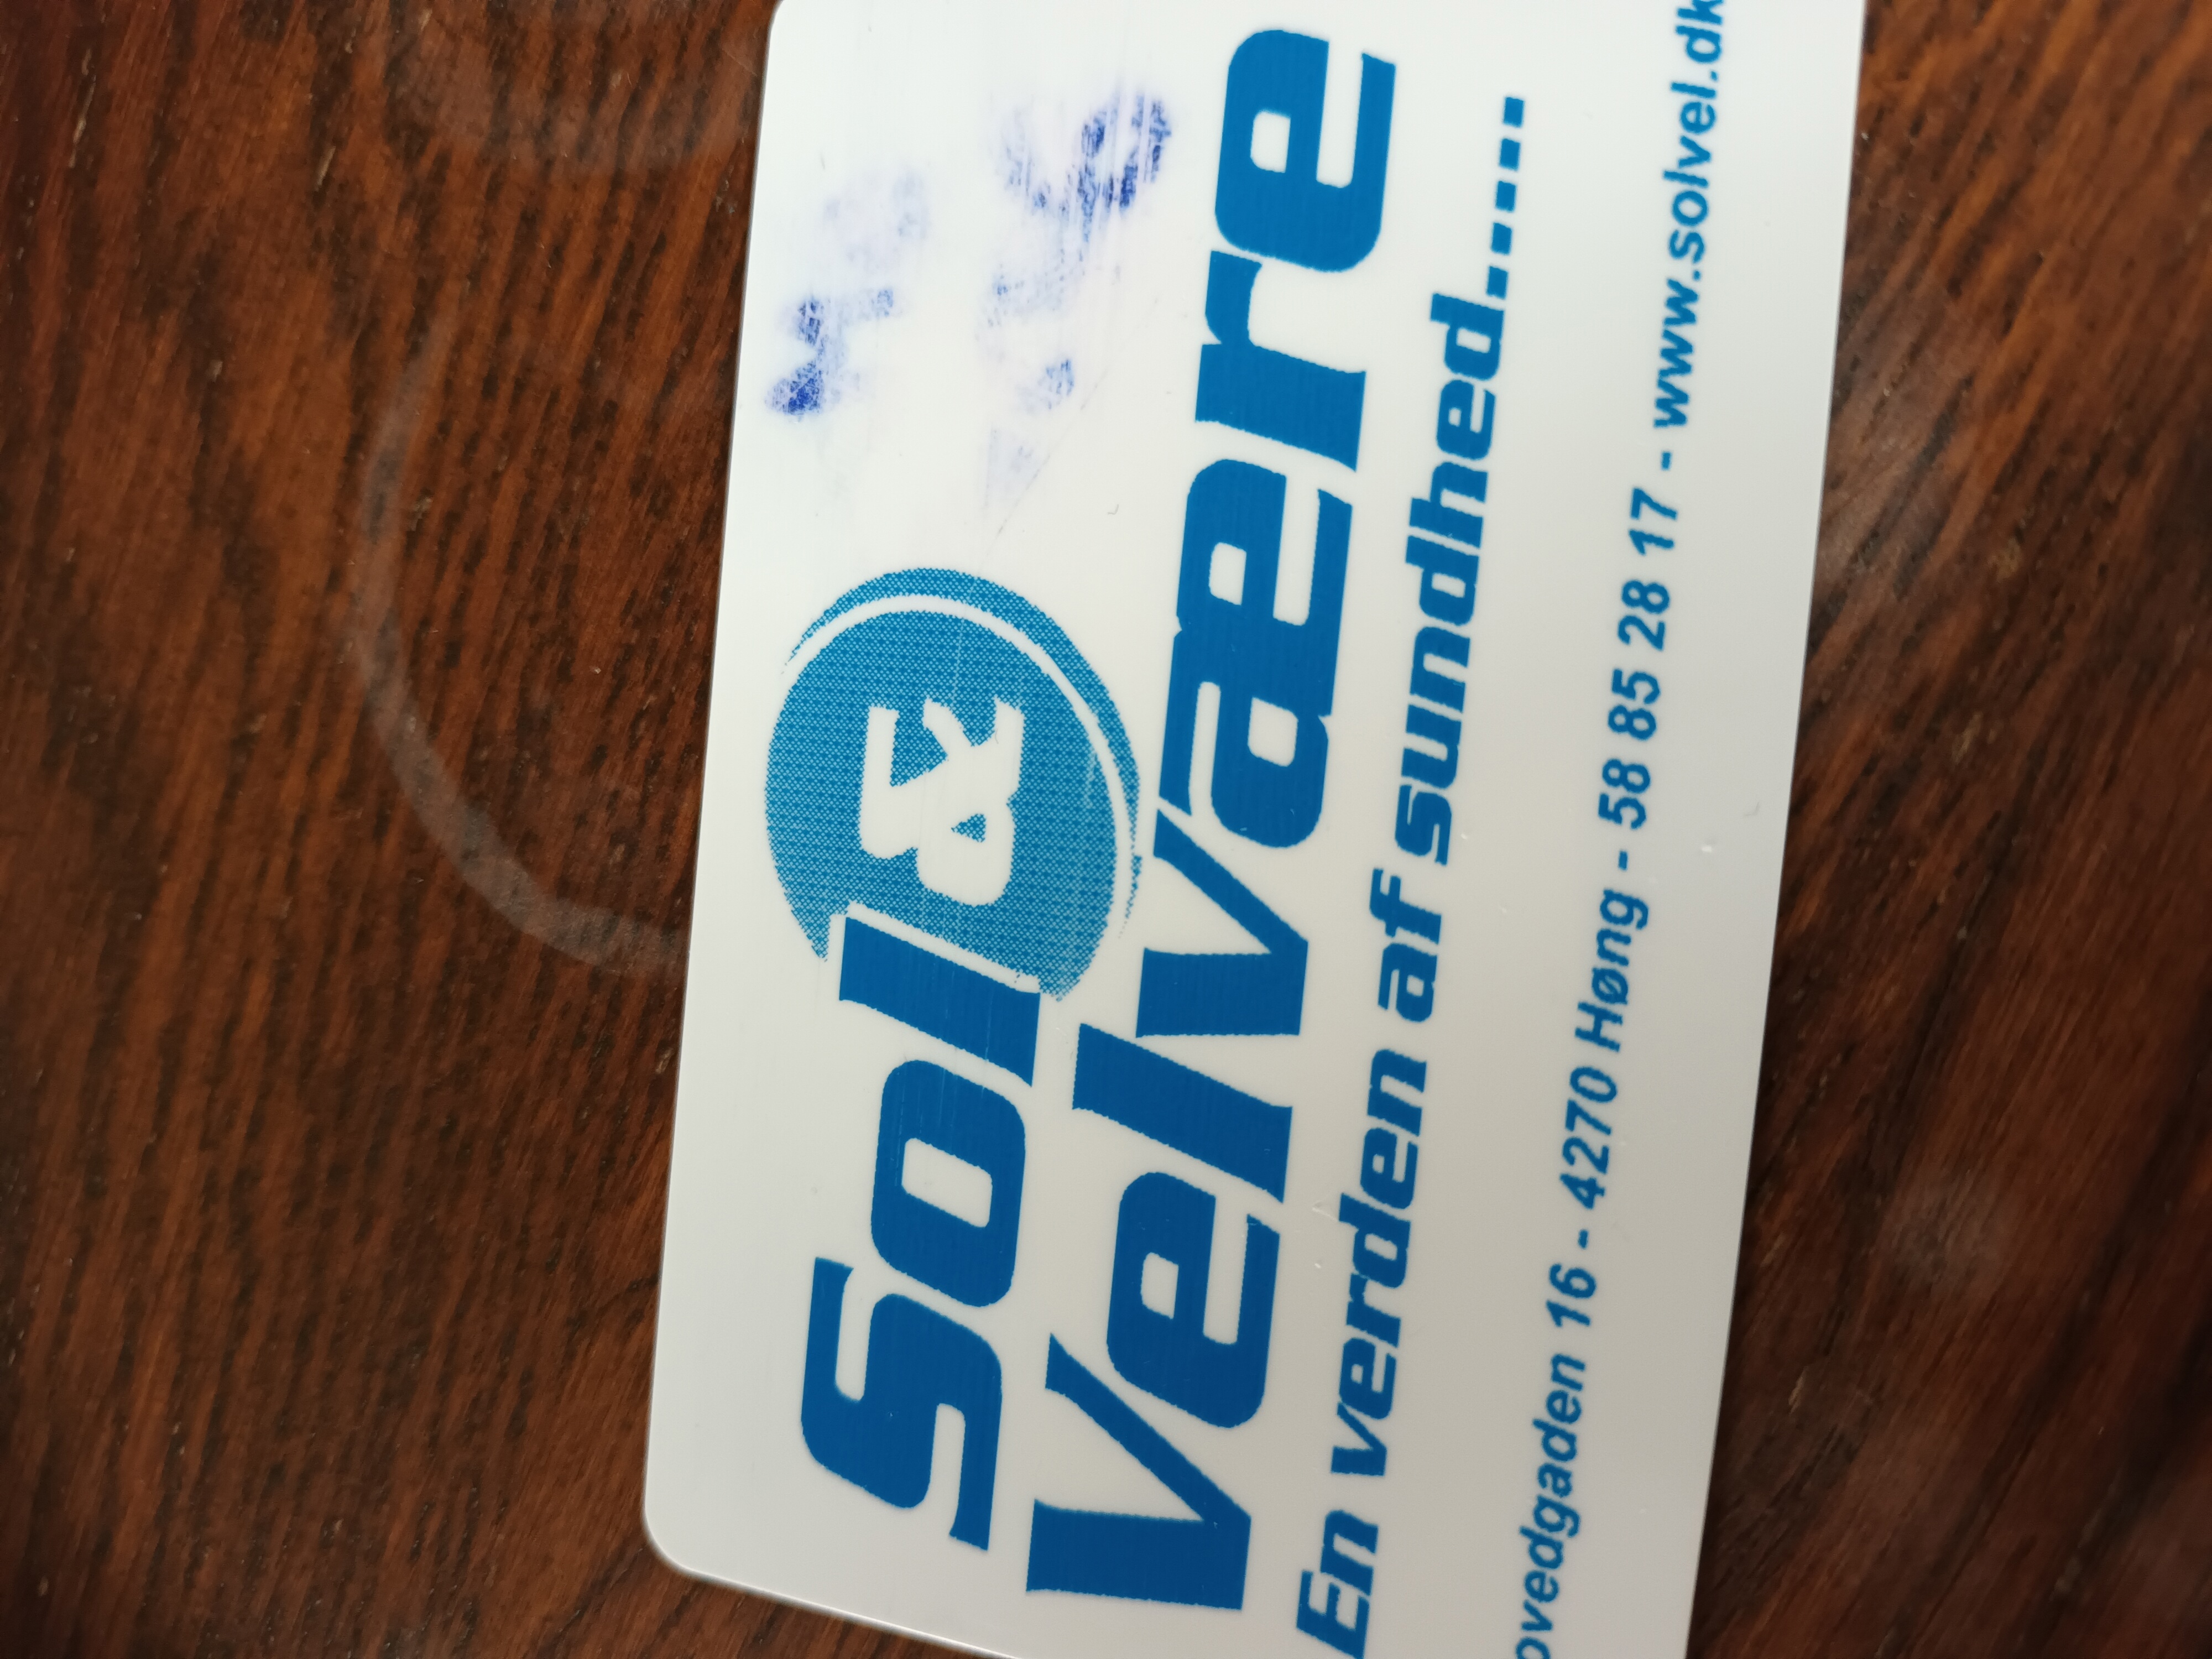 Sol &
Velvære
En verden af sundhed.....
ovedgaden 16 - 4270 Høng - 58 85 28 17 - www.solvel.dk